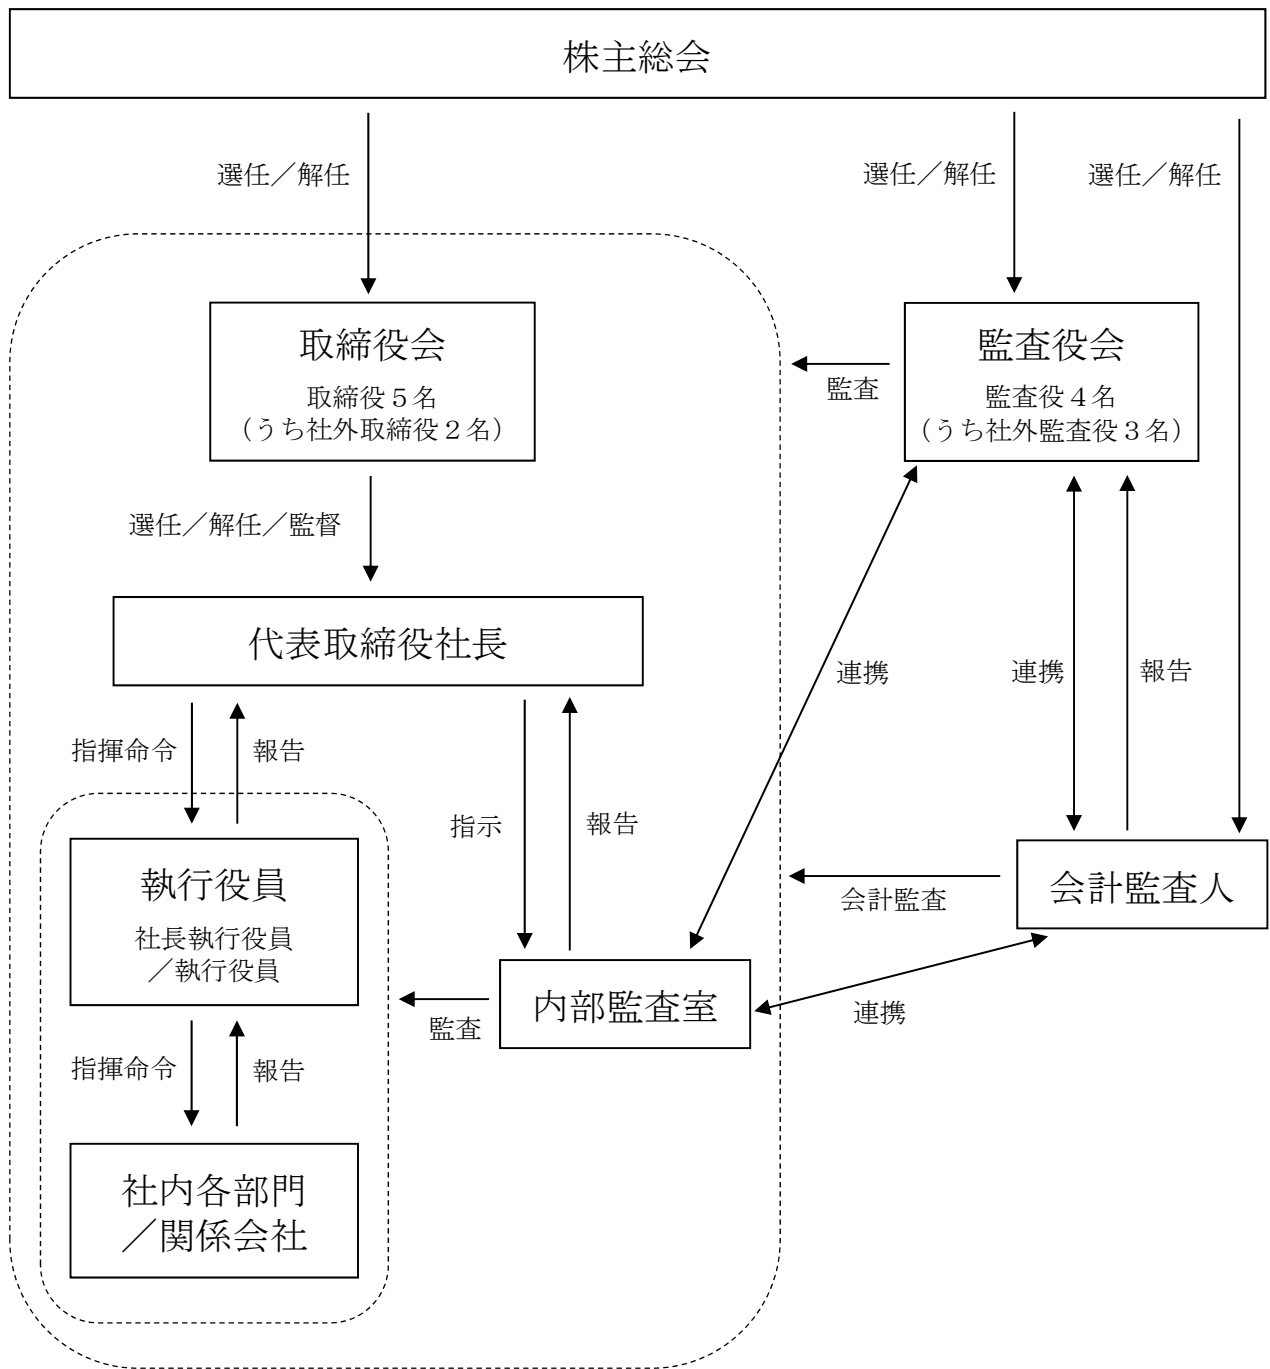 株主総会
選任／解任
選任／解任
選任／解任
取締役会
取締役５名
（うち社外取締役２名）
監査役会
監査役４名
（うち社外監査役３名）
監査
選任／解任／監督
代表取締役社長
連携
連携
報告
指揮命令
報告
指示
報告
執行役員
社長執行役員
／執行役員
会計監査人
会計監査
内部監査室
連携
監査
指揮命令
報告
社内各部門
／関係会社